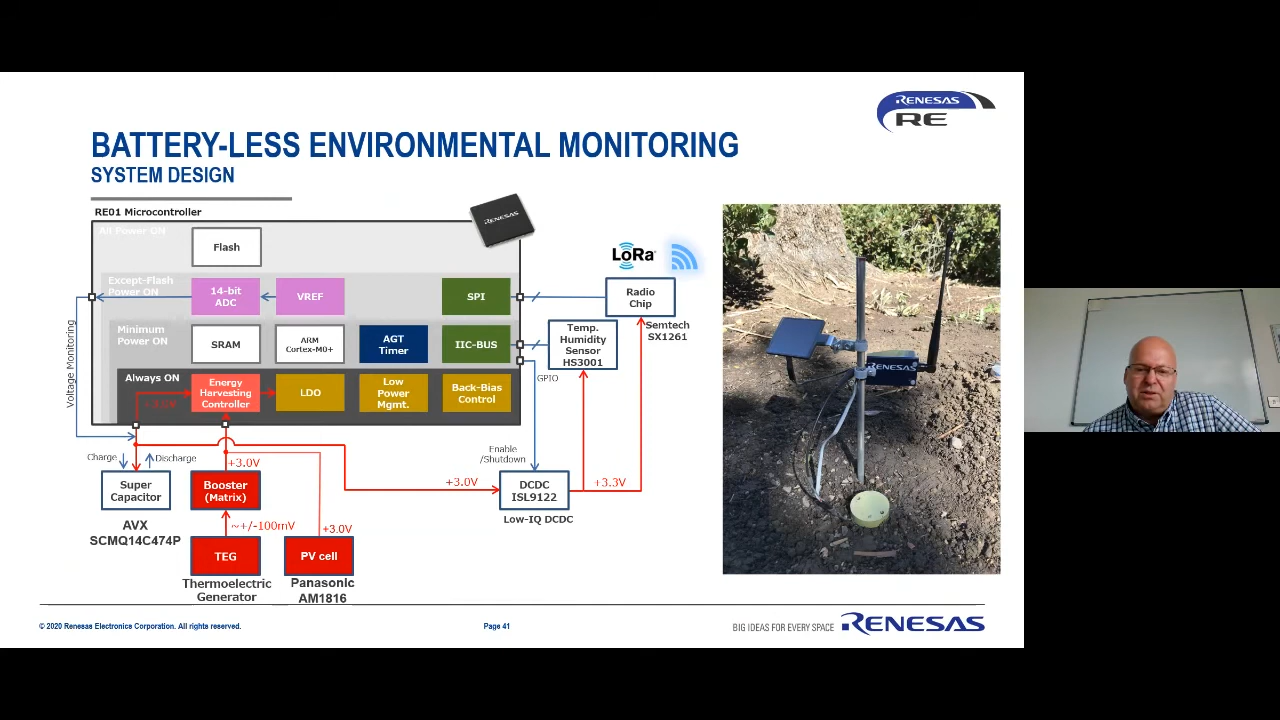 RENESAS
RE
BATTERY-LESS ENVIRONMENTAL MONITORING
SYSTEM DESIGN
RE01 Microcontroller
RENESAS
All Power ON
Flash
Except-Flash
Power ON
14-bit
ADC
VREF
SPI
LoRa
Radio
Chip
Semtech
SX1261
Minimum
Power ON
SRAM
ARM
Cortex-M0+
AGT
Timer
IIC-BUS
Temp.
Humidity
Sensor
HS3001
GPIO
Voltage Monitoring
Always ON
+3.0V
Energy
Harvesting
Controller
LDO
Low
Power
Mgmt.
Back-Bias
Control
Charge
Discharge
+3.0V
Enable
/Shutdown
Super
Capacitor
Booster
(Matrix)
+3.0V
DCDC
ISL9122
+3.3V
Low-IQ DCDC
AVX
SCMQ14C474P
~+/-100mV
+3.0V
TEG
PV cell
Thermoelectric
Generator
Panasonic
AM1816
RENESAS
© 2020 Renesas Electronics Corporation. All rights reserved.
Page 41
BIG IDEAS FOR EVERY SPACE
RENESAS